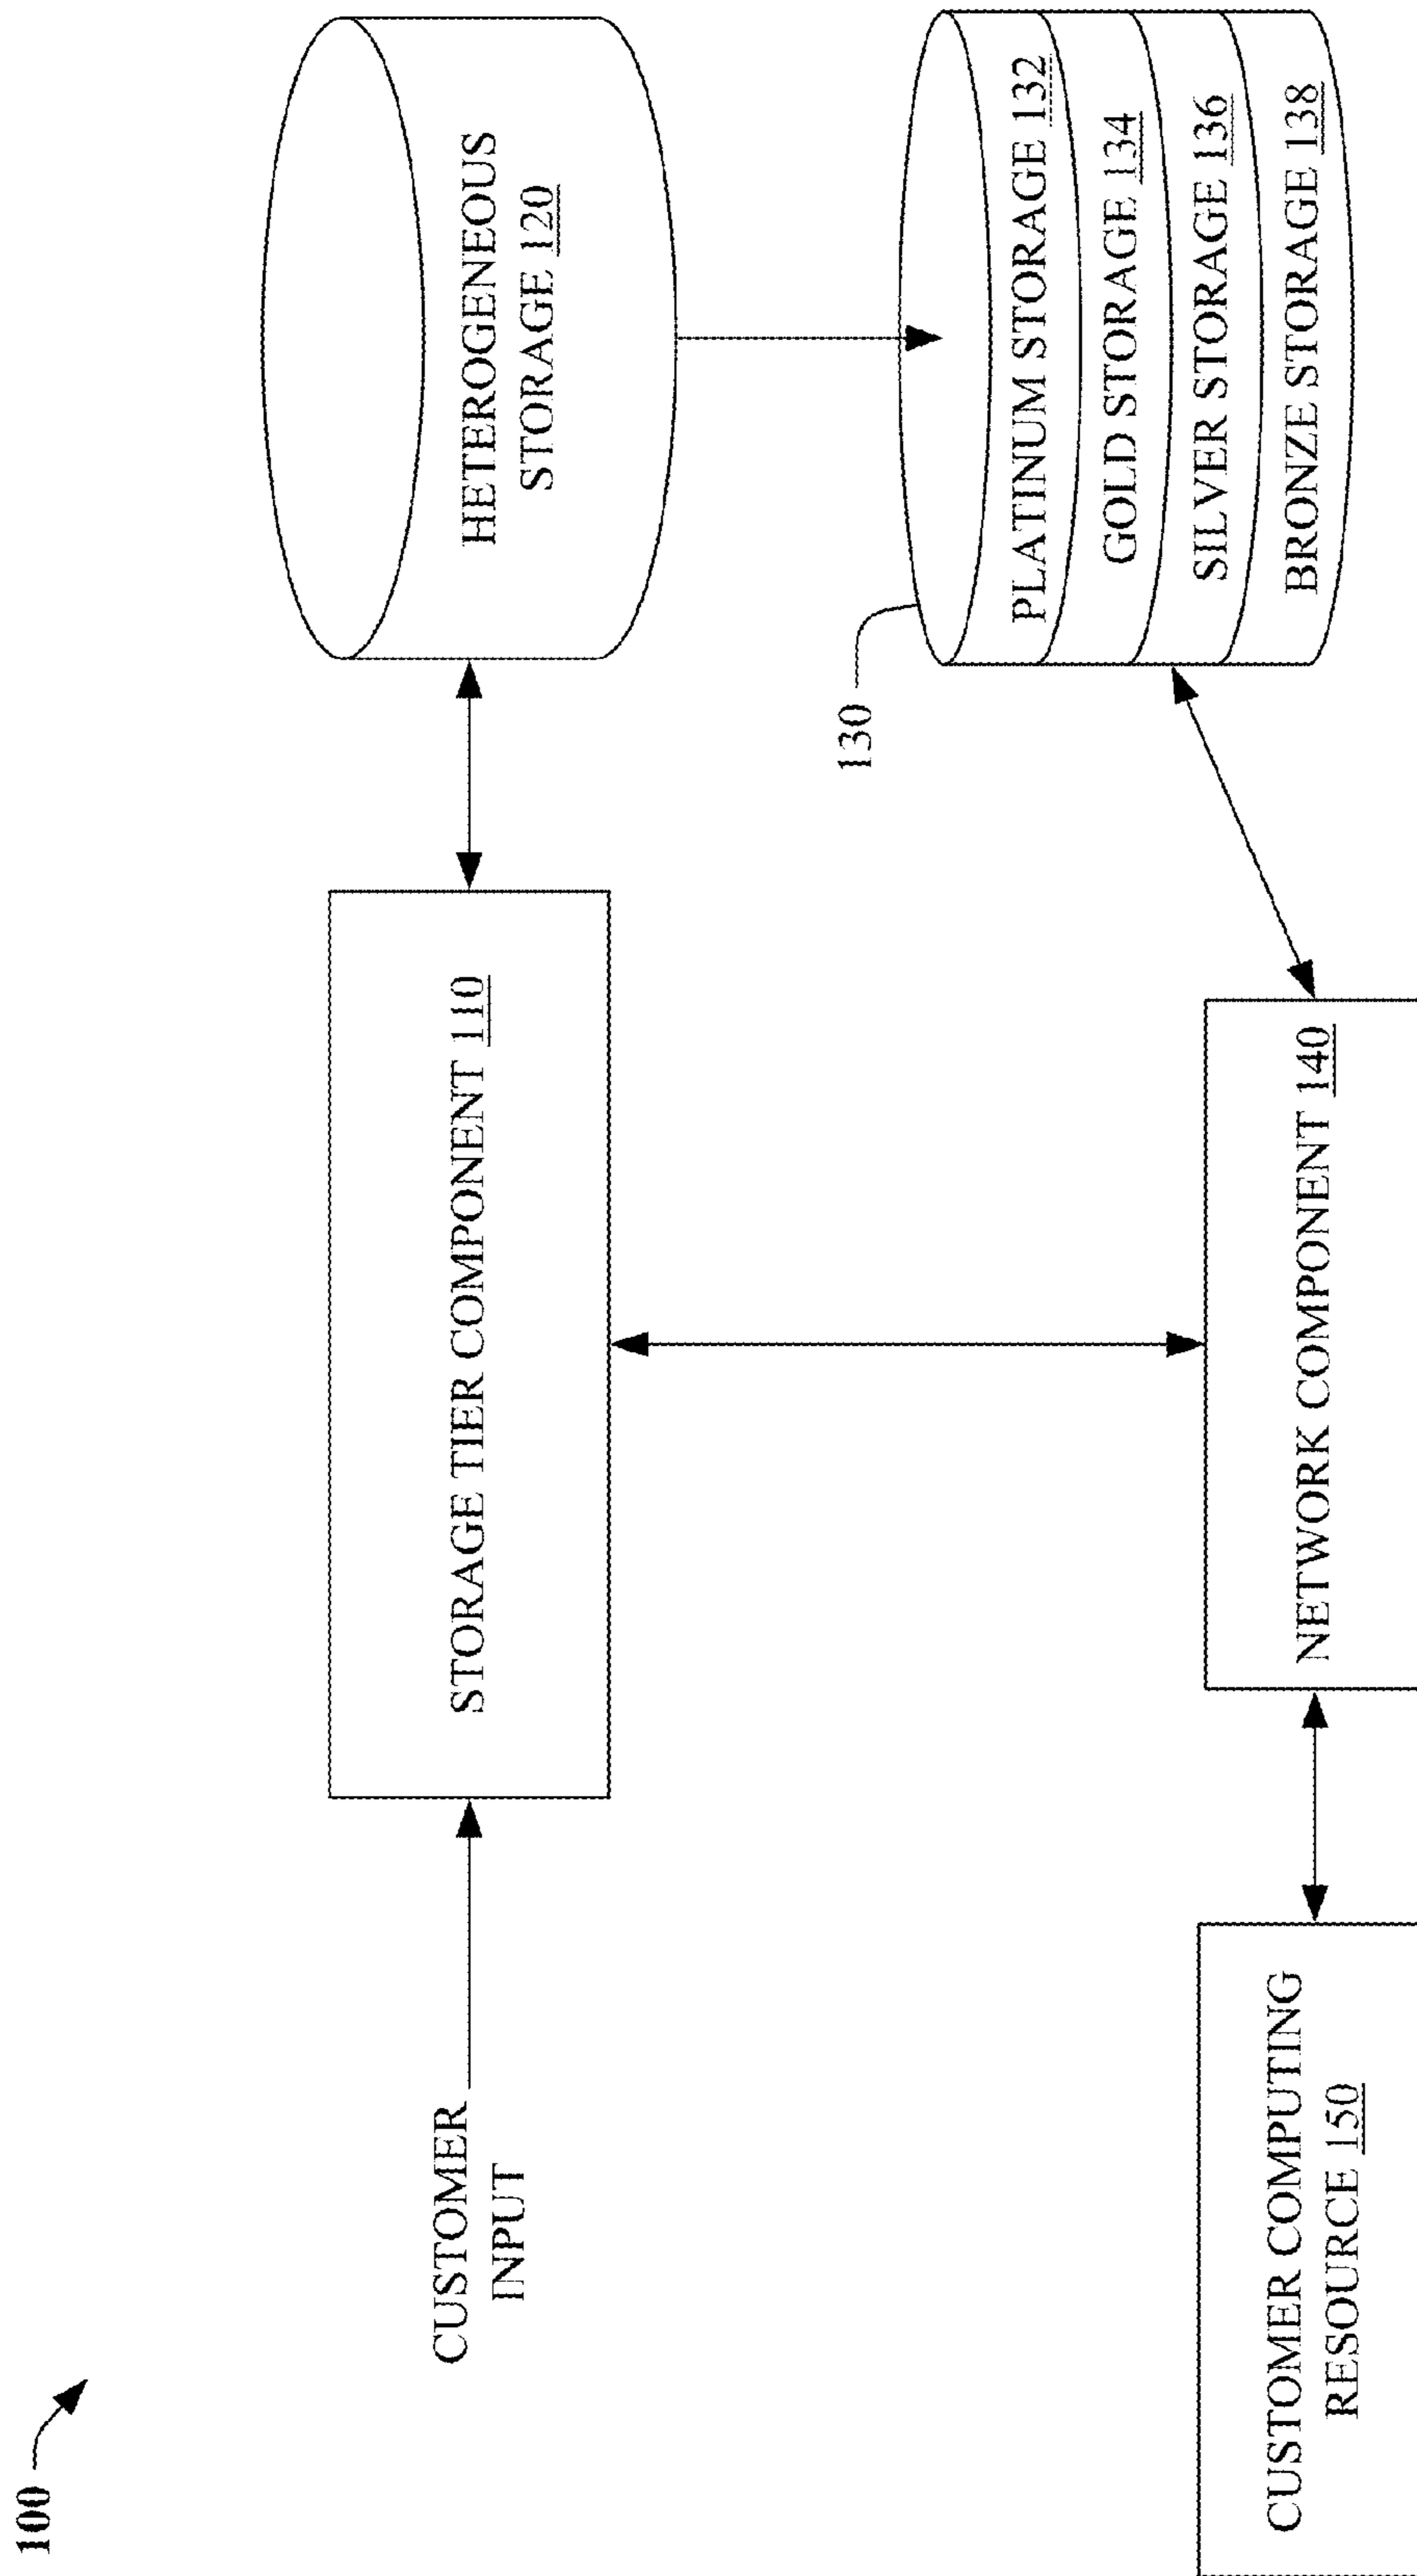 100
CUSTOMER
INPUT
STORAGE TIER COMPONENT 110
HETEROGENEOUS
STORAGE 120
130
PLATINUM STORAGE 132
GOLD STORAGE 134
SILVER STORAGE 136
BRONZE STORAGE 138
CUSTOMER COMPUTING
RESOURCE 150
NETWORK COMPONENT 140